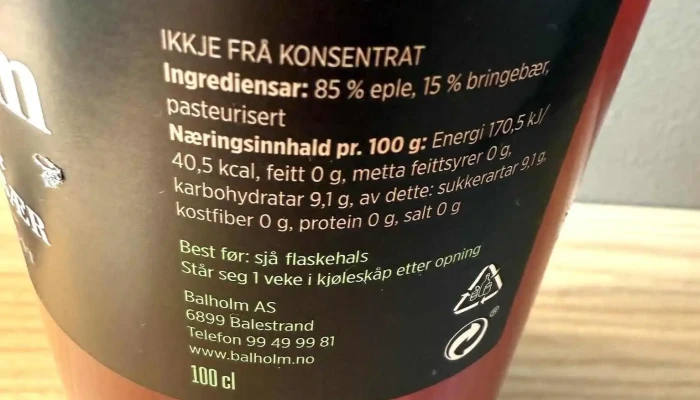 IKKJE FRÅ KONSENTRAT
Ingrediensar: 85 % eple, 15 % bringebær,
pasteurisert
Næringsinnhald pr. 100 g: Energi 170,5 kJ/
40,5 kcal, feitt 0 g, metta feittsyrer 0 g,
karbohydratar 9,1 g, av dette: sukkerartar 9,1 g,
kostfiber 0 g, protein 0 g, salt 0 g
Best før: sjå flaskehals
Står seg 1 veke i kjøleskåp etter opning
Balholm AS
6899 Balestrand
Telefon 99 49 99 81
www.balholm.no
100 cl